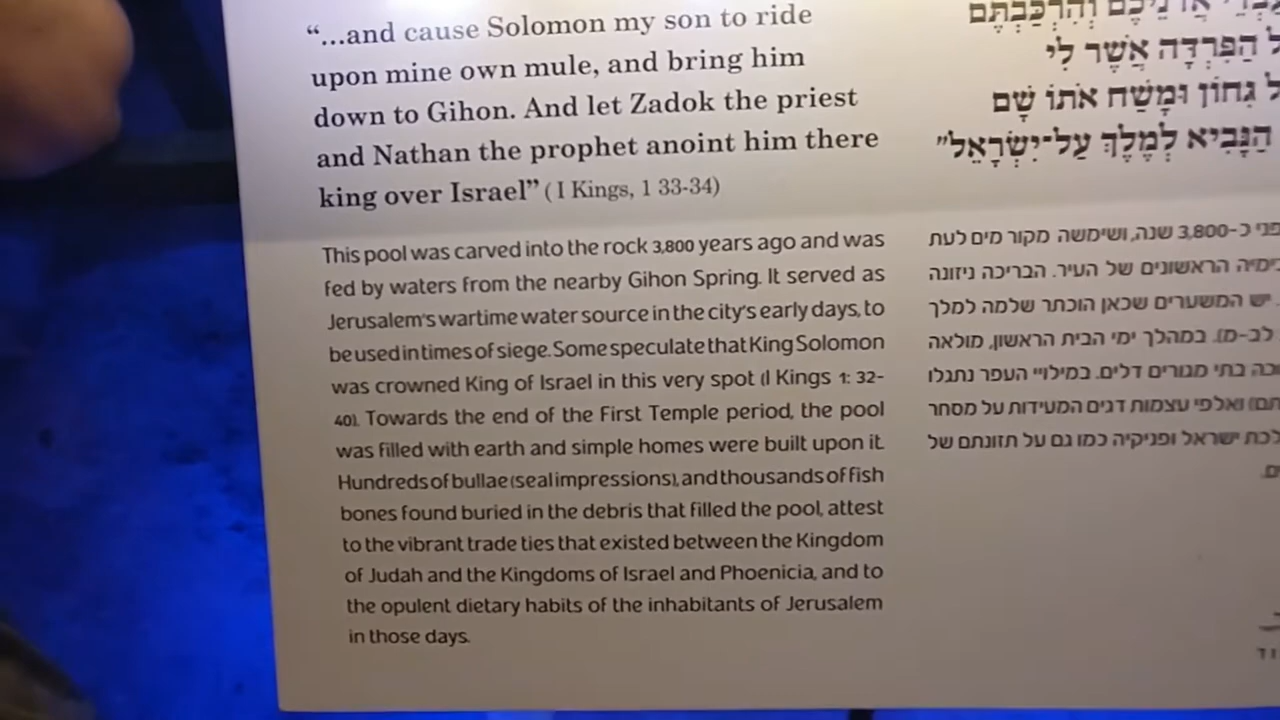 “...and cause Solomon my son to ride
upon mine own mule, and bring him
down to Gihon. And let Zadok the priest
and Nathan the prophet anoint him there
king over Israel” ( I Kings, 1 33-34)
This pool was carved into the rock 3,800 years ago and was
fed by waters from the nearby Gihon Spring. It served as
Jerusalem's wartime water source in the city's early days, to
be used in times of siege. Some speculate that King Solomon
was crowned King of Israel in this very spot (I Kings 1: 32-
40). Towards the end of the First Temple period, the pool
was filled with earth and simple homes were built upon it.
Hundreds of bullae (seal impressions), and thousands of fish
bones found buried in the debris that filled the pool, attest
to the vibrant trade ties that existed between the Kingdom
of Judah and the Kingdoms of Israel and Phoenicia, and to
the opulent dietary habits of the inhabitants of Jerusalem
in those days.
וְהִרְכַּבְתֶּם
הַפִּרְדָּה אֲשֶׁר לִי
גִּחוֹן וּמָשַׁח אֹתוֹ שָׁם
הַנָּבִיא לְמֶלֶךְ עַל־יִשְׂרָאֵל”
כ-3,800 שנה, ושימשה מקור מים לעת
הראשונים של העיר. הבריכה ניזונה
יש המשערים שכאן הוכתר שלמה למלך
לב-מ). במהלך ימי הבית הראשון, מולאה
בתי מגורים דלים. במילויי העפר נתגלו
ואלפי עצמות דגים המעידות על מסחר
ישראל ופניקיה כמו גם על תזונתם של